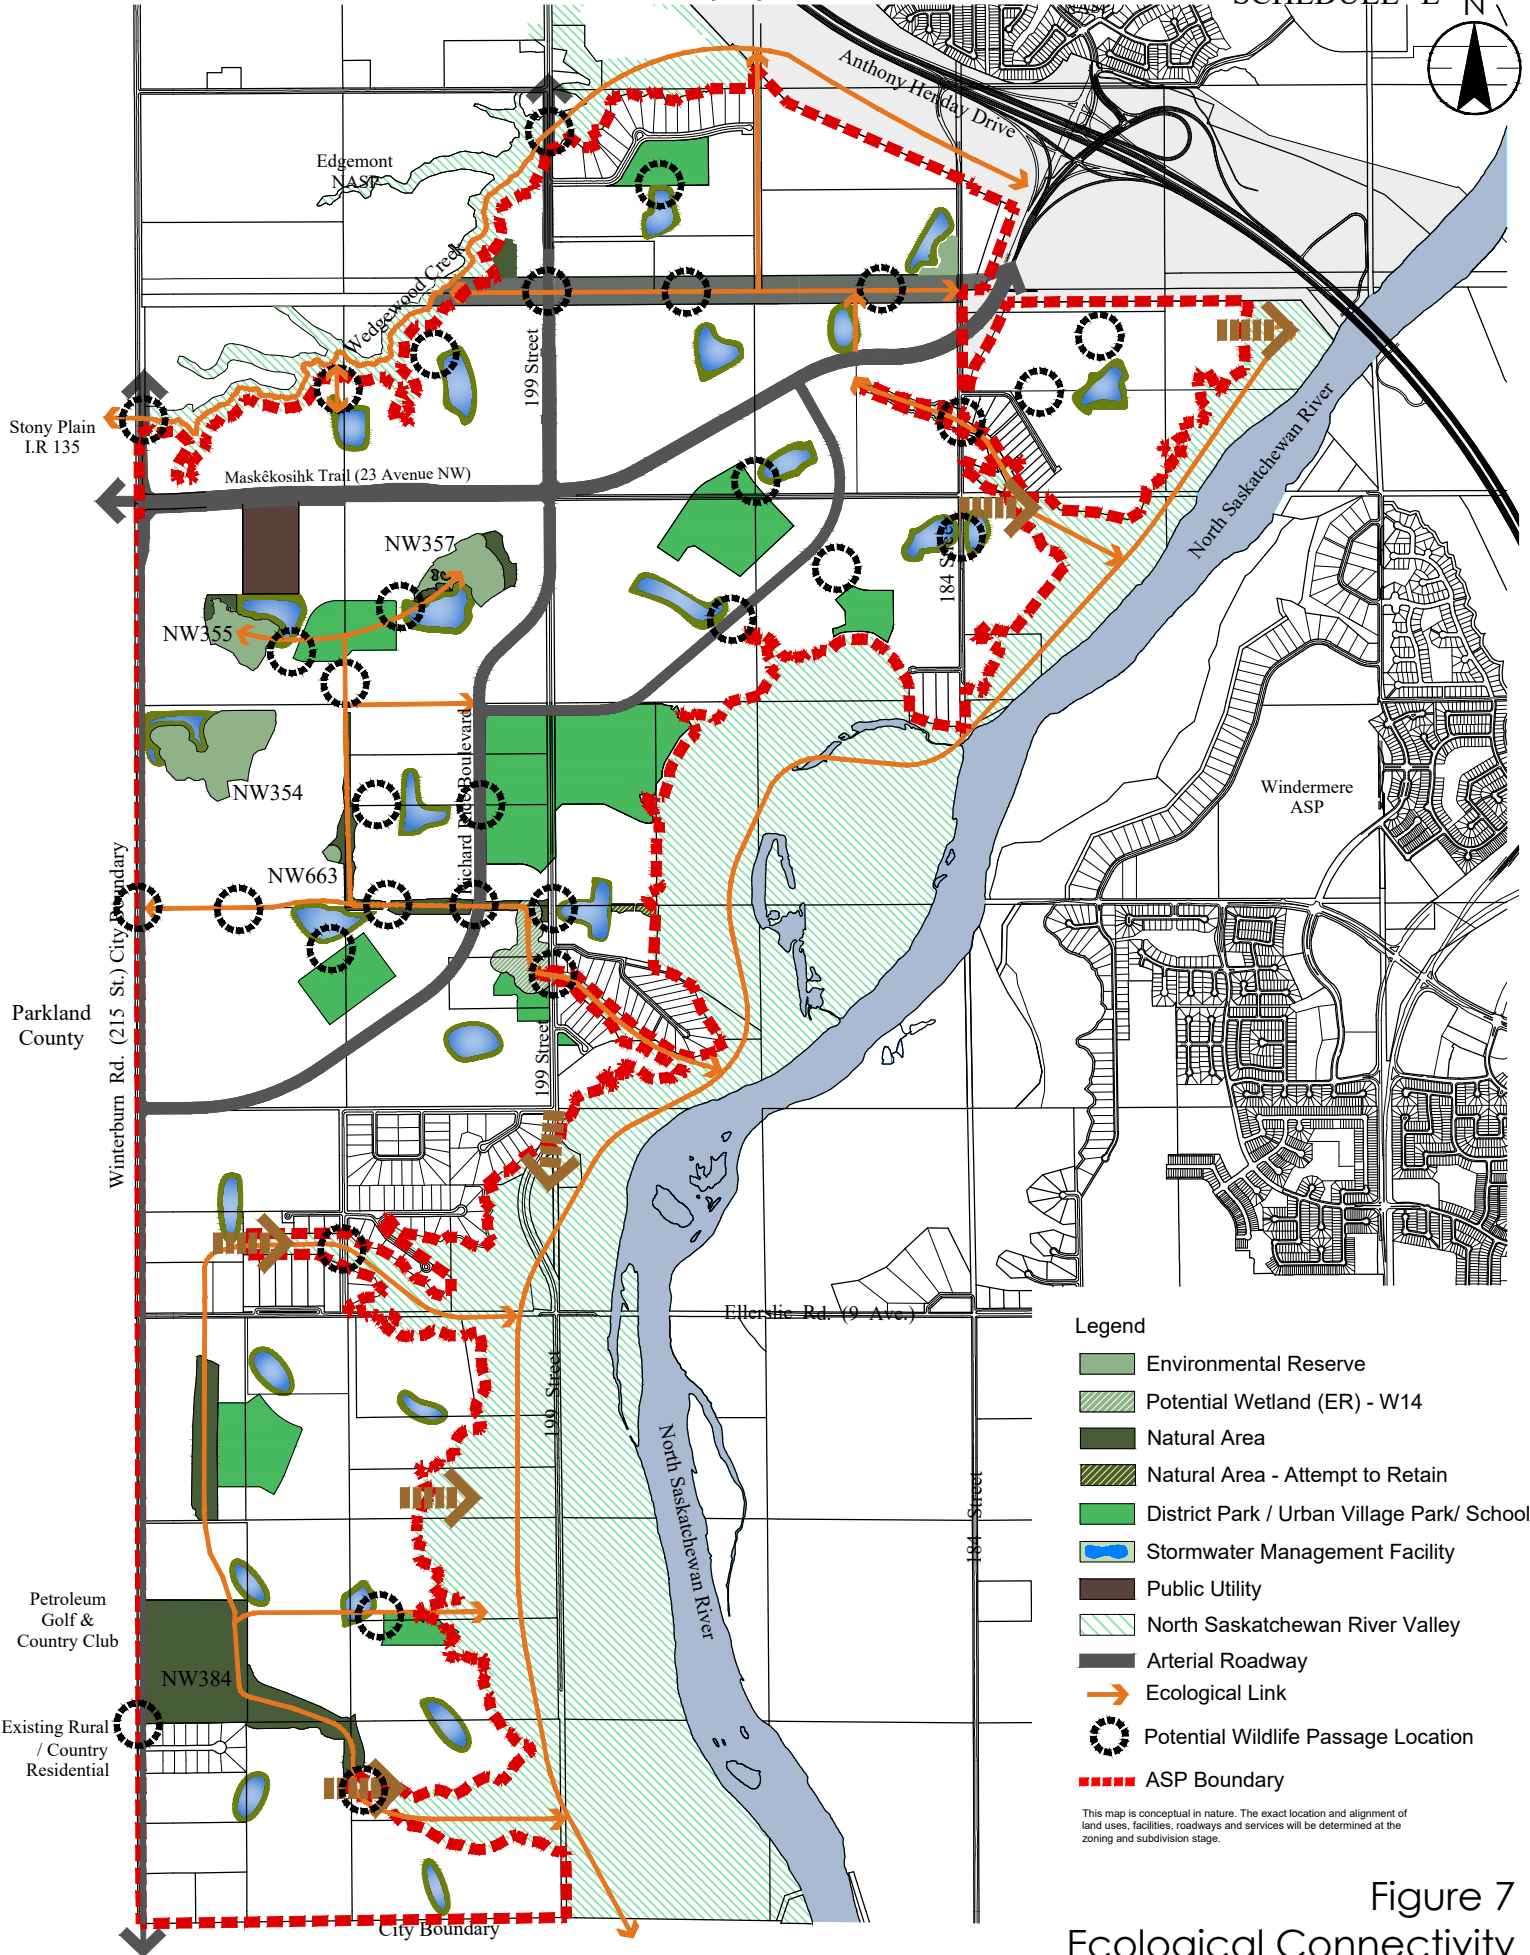 SCHEDULE "E"
N
Anthony Henday Drive
Edgemont
NASP
Wedgewood Creek
199 Street
Stony Plain
I.R 135
Maskêkosihk Trail (23 Avenue NW)
North Saskatchewan River
184 Street
NW357
NW355
NW354
Richard Rice Boulevard
Windermere
ASP
NW663
Winterburn Rd. (215 St.) City Boundary
Parkland
County
199 Street
Ellerslie Rd. (9 Ave.)
199 Street
North Saskatchewan River
184 Street
Petroleum
Golf &
Country Club
NW384
Existing Rural
/ Country
Residential
City Boundary
Legend
Environmental Reserve
Potential Wetland (ER) - W14
Natural Area
Natural Area - Attempt to Retain
District Park / Urban Village Park/ School
Stormwater Management Facility
Public Utility
North Saskatchewan River Valley
Arterial Roadway
Ecological Link
Potential Wildlife Passage Location
ASP Boundary
This map is conceptual in nature. The exact location and alignment of
land uses, facilities, roadways and services will be determined at the
zoning and subdivision stage.
Figure 7
Ecological Connectivity